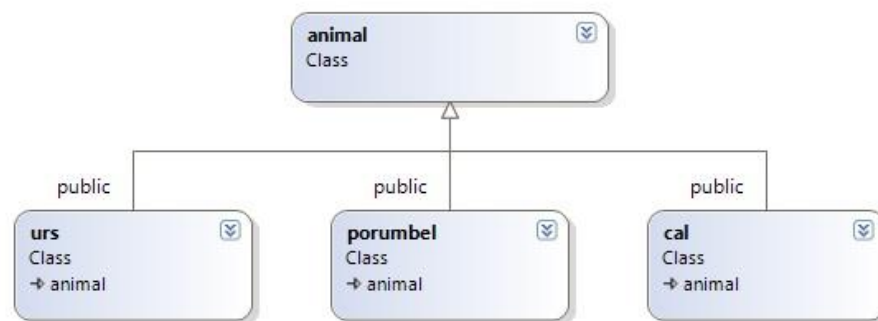 animal
Class
public
public
public
urs
Class
animal
porumbel
Class
animal
cal
Class
animal